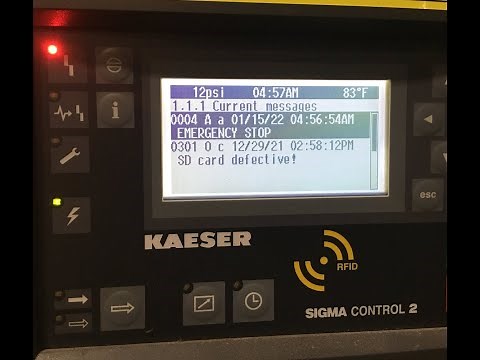 12psi 04:57AM 83°F
1.1.1 Current messages
0004 A a 01/15/22 04:56:54AM
EMERGENCY STOP
0301 O c 12/29/21 02:58:12PM
SD card defective!
esc
KAESER
RFID
SIGMA CONTROL 2